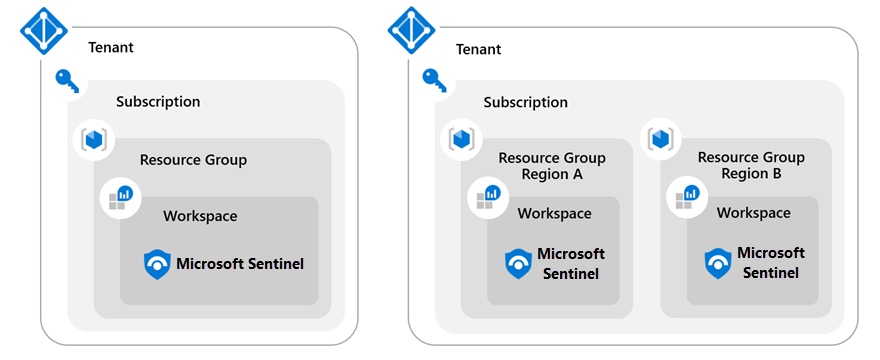 Tenant
Subscription
Resource Group
Workspace
Microsoft Sentinel
Tenant
Subscription
Resource Group
Region A
Workspace
Microsoft
Sentinel
Resource Group
Region B
Workspace
Microsoft
Sentinel